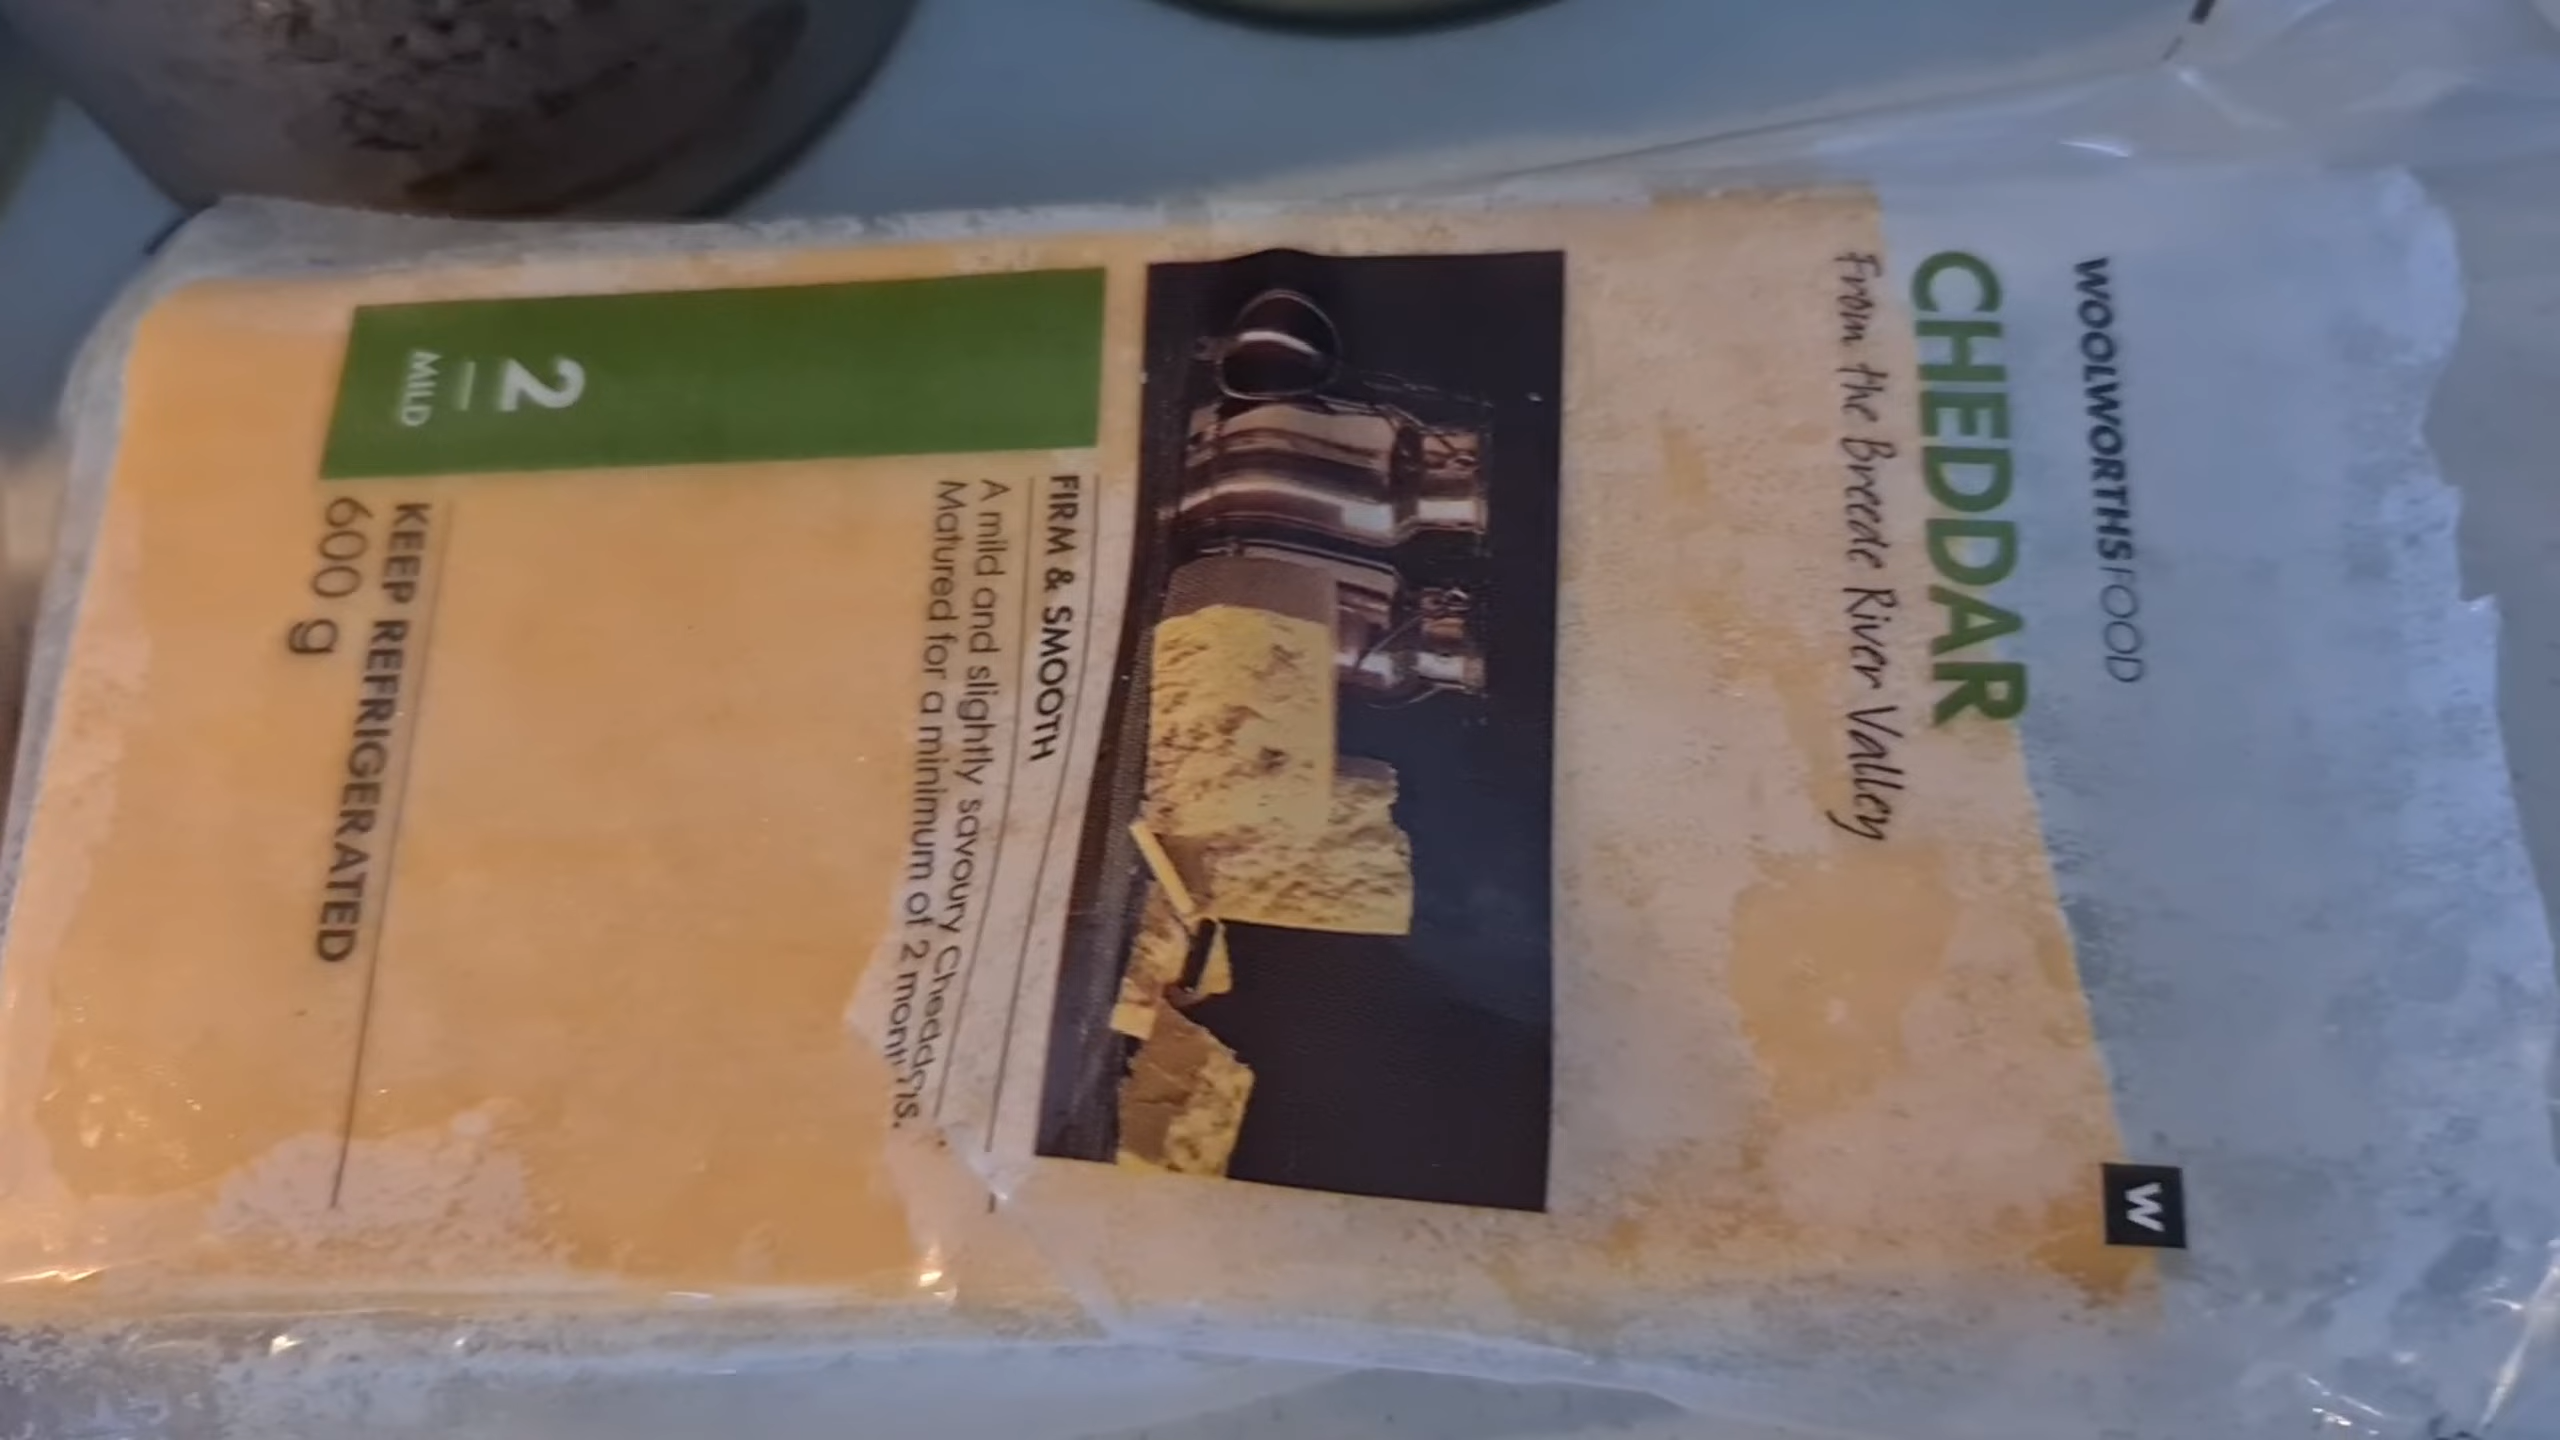 WOOLWORTHSFOOD
W
CHEDDAR
From the Breede River Valley
FIRM & SMOOTH
A mild and slightly savoury Cheddar.
Matured for a minimum of 2 months.
2
MILD
KEEP REFRIGERATED
600 g